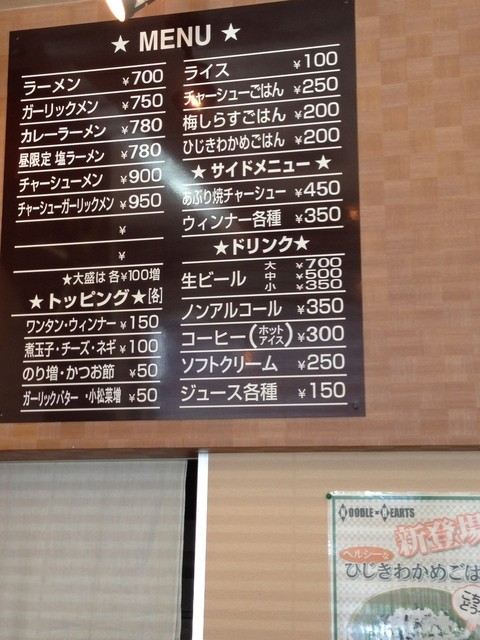 ★ MENU ★
ラーメン ¥700
ガーリックメン ¥750
カレーラーメン ¥780
昼限定 塩ラーメン ¥780
チャーシューメン ¥900
チャーシューガーリックメン ¥950
¥
¥
★大盛は 各¥100増
★トッピング★[各]
ワンタン・ウィンナー ¥150
煮玉子・チーズ・ネギ ¥100
のり増・かつお節 ¥50
ガーリックバター ・小松菜増 ¥50
ライス ¥100
チャーシューごはん ¥250
梅しらすごはん ¥200
ひじきわかめごはん ¥200
★サイドメニュー★
あぶり焼チャーシュー ¥450
ウィンナー各種 ¥350
★ドリンク★
生ビール 大 ¥700
中 ¥500
小 ¥350
ノンアルコール ¥350
コーヒー(ホットアイス) ¥300
ソフトクリーム ¥250
ジュース各種 ¥150
NOODLE×HEARTS
新登場
ヘルシーな
ひじきわかめごは